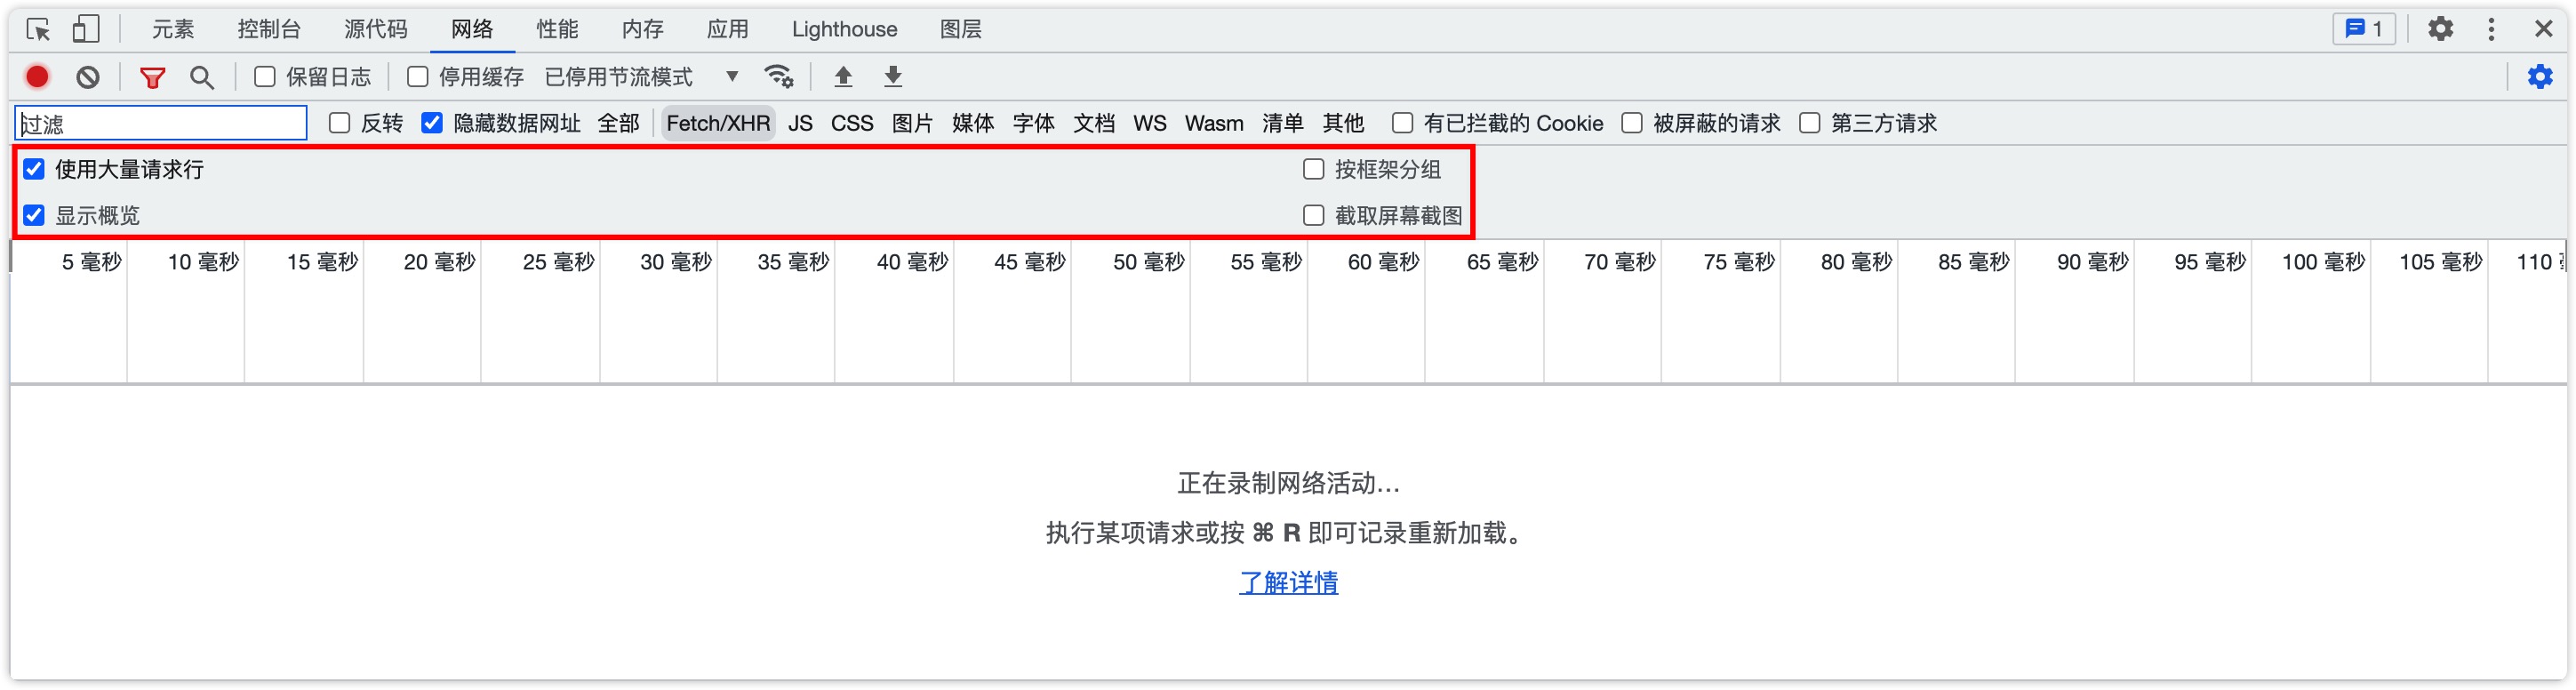 元素 控制台 源代码 网络 性能 内存 应用 Lighthouse 图层 1
保留日志 停用缓存 已停用节流模式
过滤 反转 隐藏数据网址 全部 Fetch/XHR JS CSS 图片 媒体 字体 文档 WS Wasm 清单 其他 有已拦截的 Cookie 被屏蔽的请求 第三方请求
使用大量请求行 按框架分组
显示概览 截取屏幕截图
5 毫秒 10 毫秒 15 毫秒 20 毫秒 25 毫秒 30 毫秒 35 毫秒 40 毫秒 45 毫秒 50 毫秒 55 毫秒 60 毫秒 65 毫秒 70 毫秒 75 毫秒 80 毫秒 85 毫秒 90 毫秒 95 毫秒 100 毫秒 105 毫秒 110
正在录制网络活动…
执行某项请求或按 ⌘ R 即可记录重新加载。
了解详情